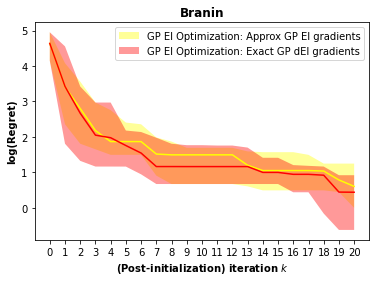 Branin
GP EI Optimization: Approx GP EI gradients
GP EI Optimization: Exact GP dEI gradients
log(Regret)
5
4
3
2
1
0
0 1 2 3 4 5 6 7 8 9 10 11 12 13 14 15 16 17 18 19 20
(Post-initialization) iteration k